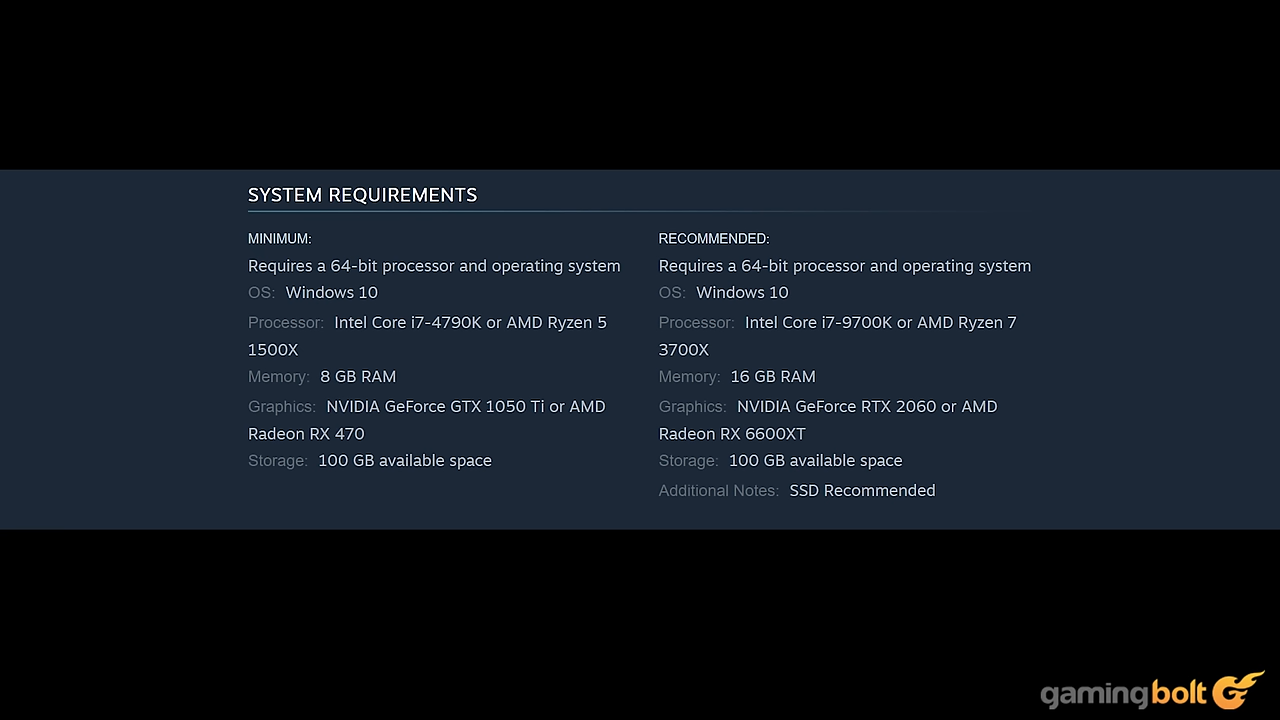 SYSTEM REQUIREMENTS
MINIMUM:
Requires a 64-bit processor and operating system
OS: Windows 10
Processor: Intel Core i7-4790K or AMD Ryzen 5
1500X
Memory: 8 GB RAM
Graphics: NVIDIA GeForce GTX 1050 Ti or AMD
Radeon RX 470
Storage: 100 GB available space
RECOMMENDED:
Requires a 64-bit processor and operating system
OS: Windows 10
Processor: Intel Core i7-9700K or AMD Ryzen 7
3700X
Memory: 16 GB RAM
Graphics: NVIDIA GeForce RTX 2060 or AMD
Radeon RX 6600XT
Storage: 100 GB available space
Additional Notes: SSD Recommended
gamingbolt